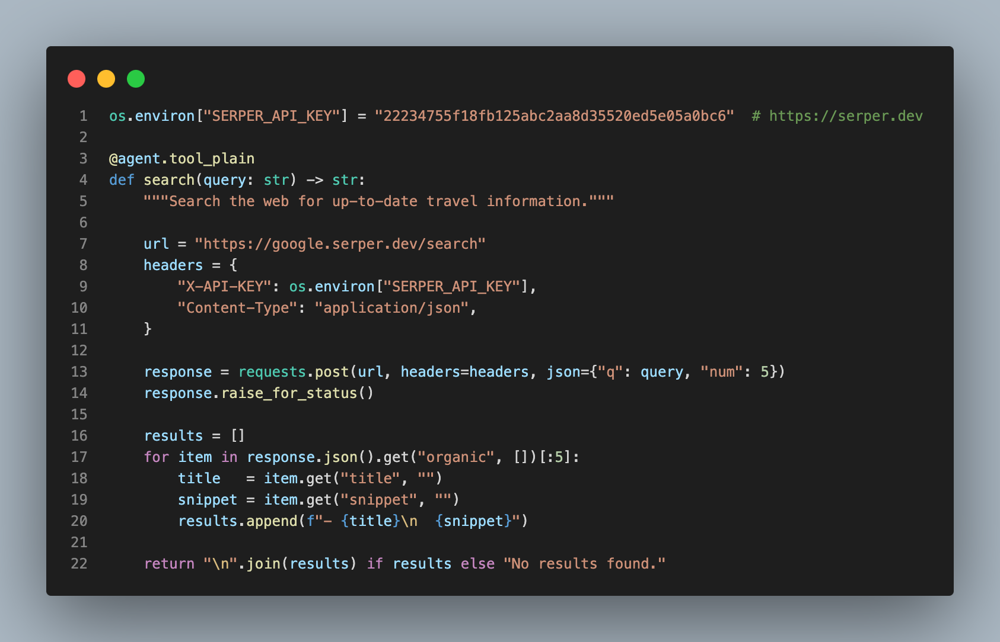 1 os.environ["SERPER_API_KEY"] = "22234755f18fb125abc2aa8d35520ed5e05a0bc6"  # https://serper.dev
2
3 @agent.tool_plain
4 def search(query: str) -> str:
5     """Search the web for up-to-date travel information."""
6
7     url = "https://google.serper.dev/search"
8     headers = {
9         "X-API-KEY": os.environ["SERPER_API_KEY"],
10         "Content-Type": "application/json",
11     }
12
13     response = requests.post(url, headers=headers, json={"q": query, "num": 5})
14     response.raise_for_status()
15
16     results = []
17     for item in response.json().get("organic", [])[:5]:
18         title   = item.get("title", "")
19         snippet = item.get("snippet", "")
20         results.append(f"- {title}\n  {snippet}")
21
22     return "\n".join(results) if results else "No results found."